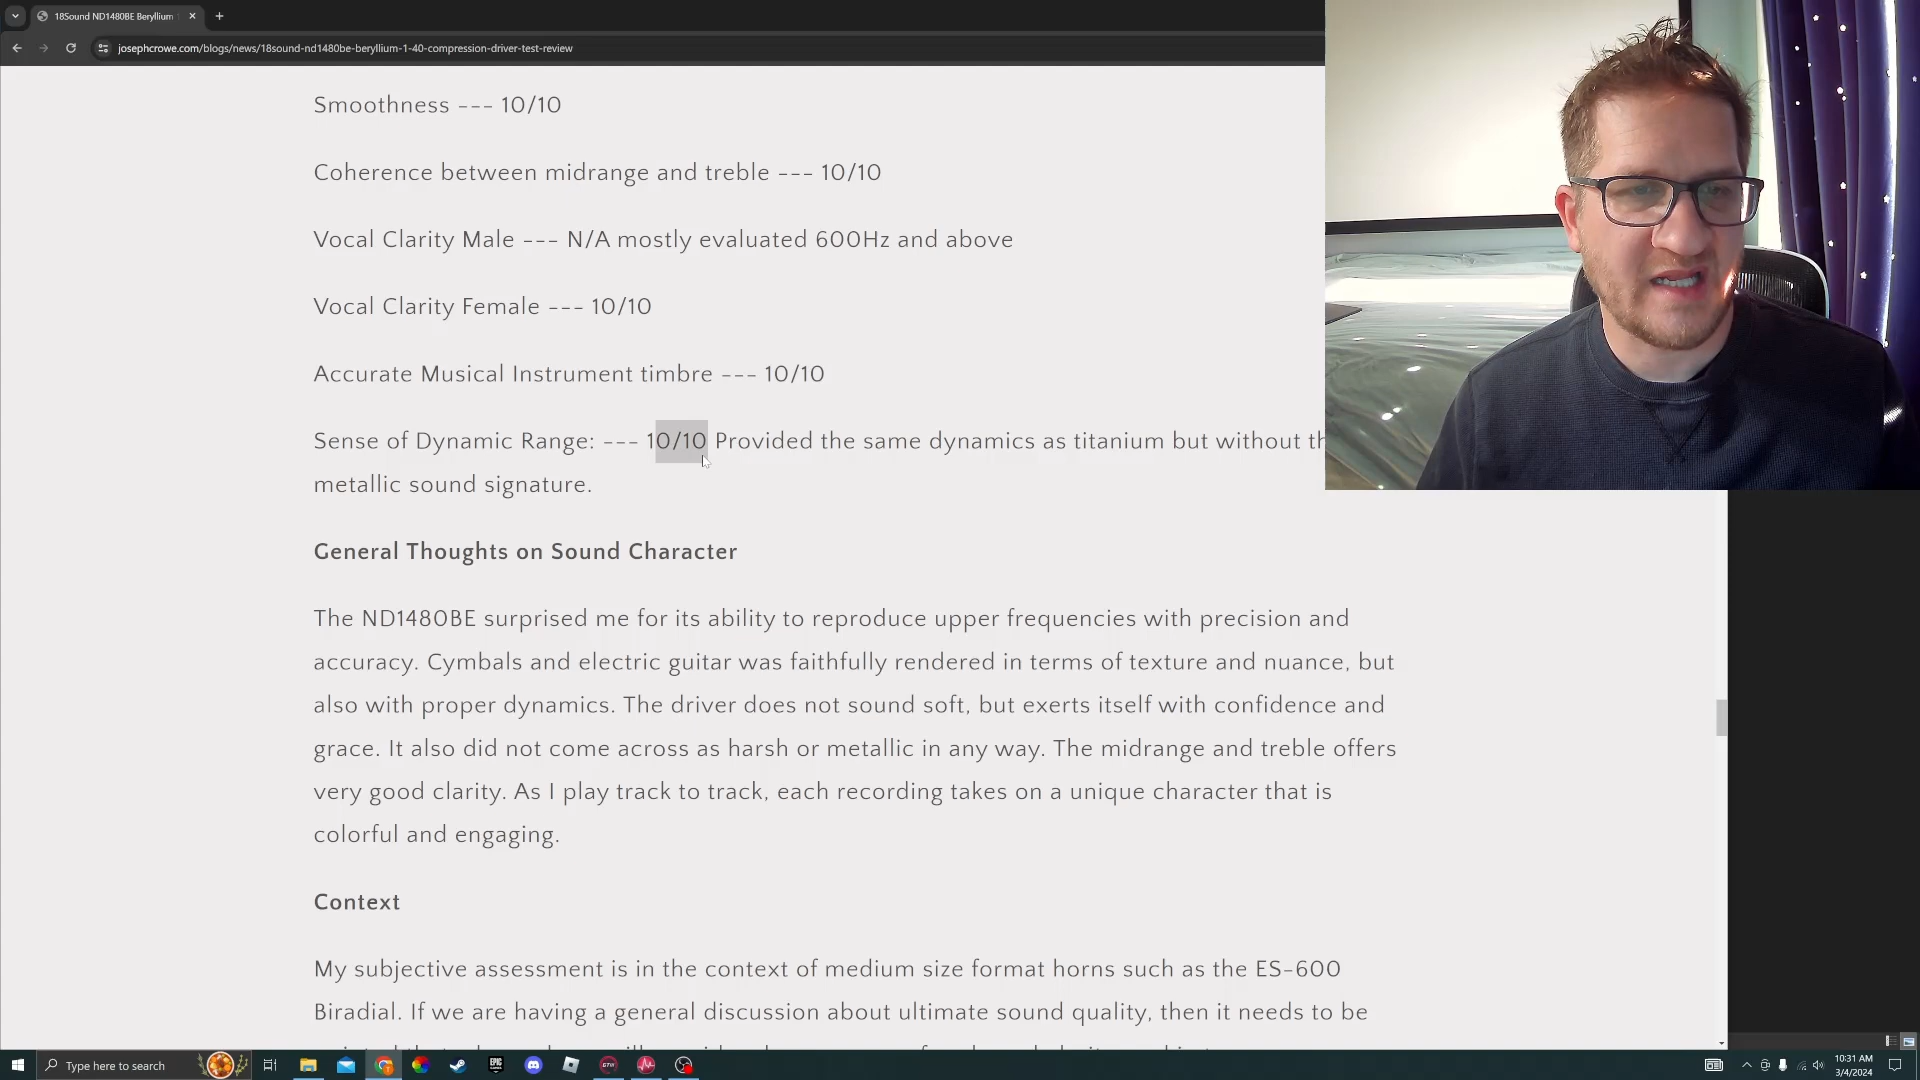 18Sound ND1480BE Beryllium
josephcrowe.com/blogs/news/18sound-nd1480be-beryllium-1-40-compression-driver-test-review
Smoothness --- 10/10
Coherence between midrange and treble --- 10/10
Vocal Clarity Male --- N/A mostly evaluated 600Hz and above
Vocal Clarity Female --- 10/10
Accurate Musical Instrument timbre --- 10/10
Sense of Dynamic Range: --- 10/10 Provided the same dynamics as titanium but without
metallic sound signature.
General Thoughts on Sound Character
The ND1480BE surprised me for its ability to reproduce upper frequencies with precision and
accuracy. Cymbals and electric guitar was faithfully rendered in terms of texture and nuance, but
also with proper dynamics. The driver does not sound soft, but exerts itself with confidence and
grace. It also did not come across as harsh or metallic in any way. The midrange and treble offers
very good clarity. As I play track to track, each recording takes on a unique character that is
colorful and engaging.
Context
My subjective assessment is in the context of medium size format horns such as the ES-600
Biradial. If we are having a general discussion about ultimate sound quality, then it needs to be
Type here to search
EPIC
GAMES
10:31 AM
3/4/2024